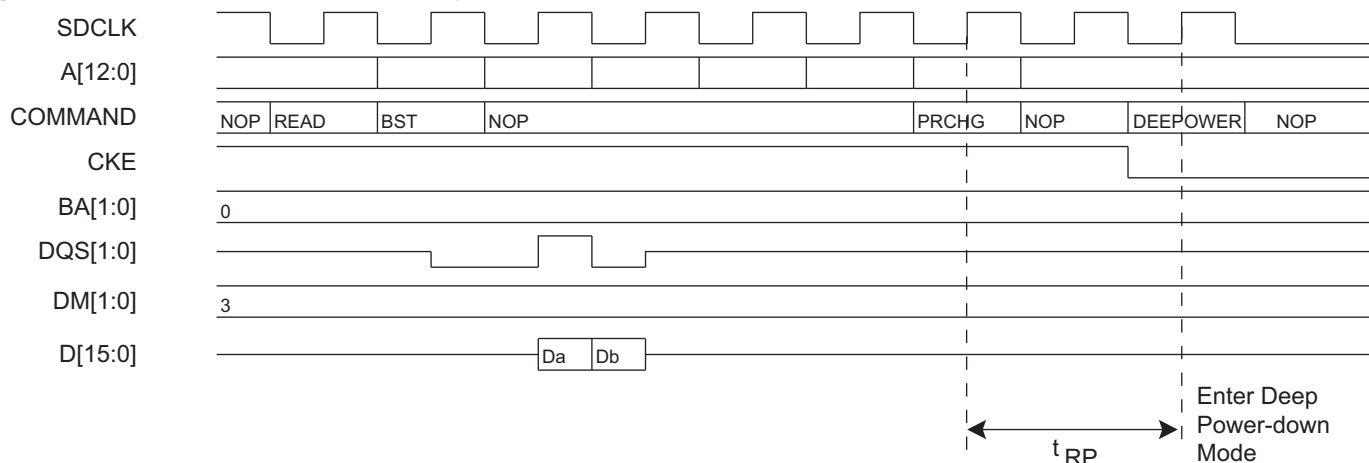 SDCLK
A[12:0]
COMMAND NOP READ BST NOP PRCHG NOP DEEPOWER NOP
CKE
BA[1:0] 0
DQS[1:0]
DM[1:0] 3
D[15:0] Da Db
Enter Deep
Power-down
Mode
t RP